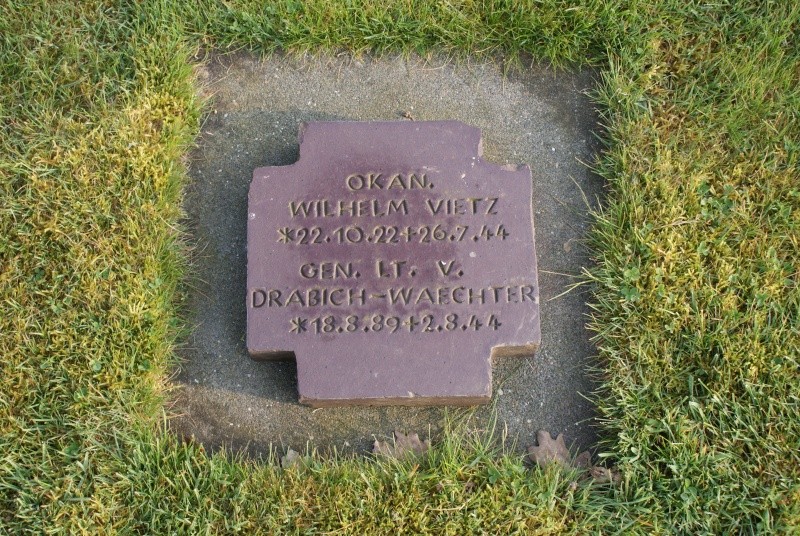 OKAN.
WILHELM VIETZ
*22.10.22+26.7.44
GEN. LT. V.
DRABICH-WAECHTER
*18.8.89+2.8.44